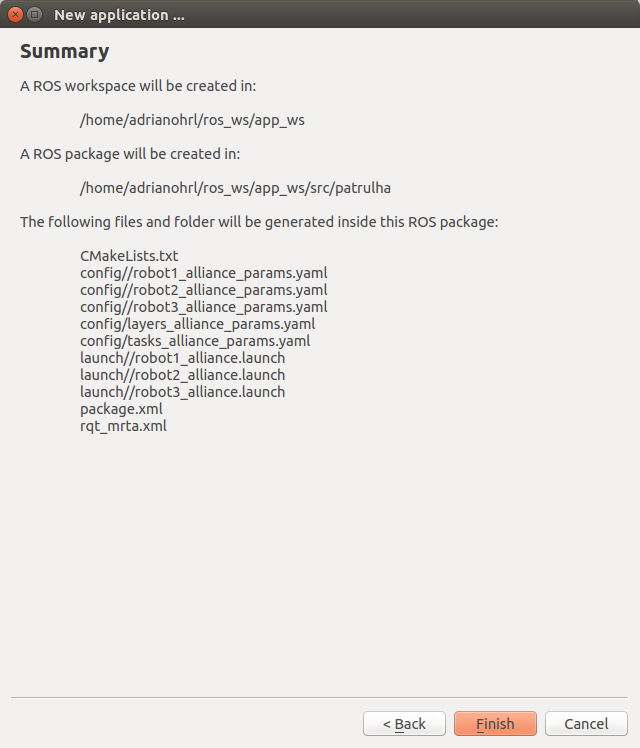 New application ...
Summary
A ROS workspace will be created in:
/home/adrianohrl/ros_ws/app_ws
A ROS package will be created in:
/home/adrianohrl/ros_ws/app_ws/src/patrulha
The following files and folder will be generated inside this ROS package:
CMakeLists.txt
config//robot1_alliance_params.yaml
config//robot2_alliance_params.yaml
config//robot3_alliance_params.yaml
config/layers_alliance_params.yaml
config/tasks_alliance_params.yaml
launch//robot1_alliance.launch
launch//robot2_alliance.launch
launch//robot3_alliance.launch
package.xml
rqt_mrta.xml
< Back Finish Cancel